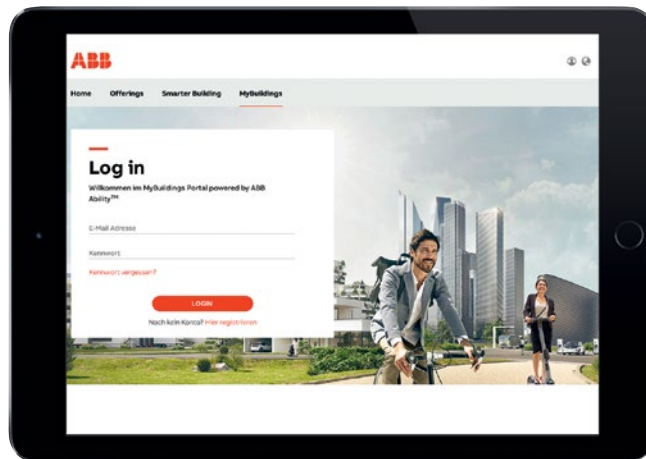 ABB
Home Offerings Smarter Building MyBuildings
Log in
Willkommen im MyBuildings Portal powered by ABB
Ability™
E-Mail Adresse
Kennwort
Kennwort vergessen?
LOGIN
Noch kein Konto? Hier registrieren